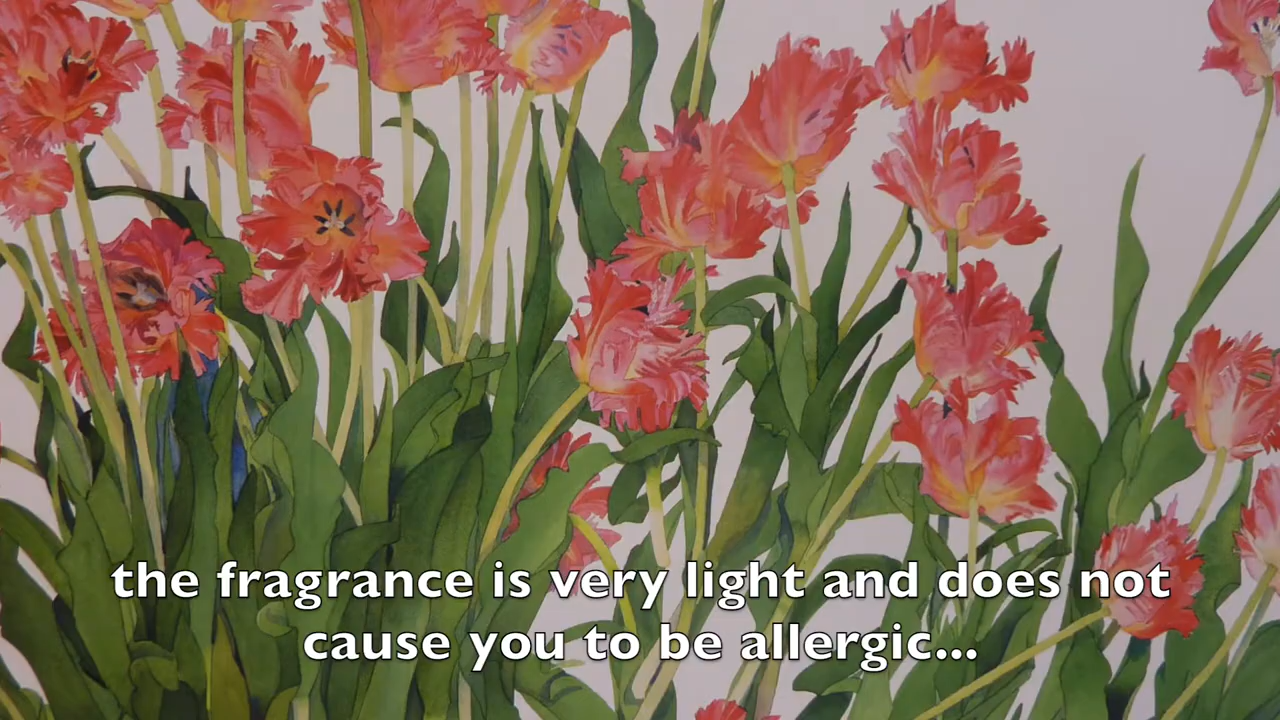 the fragrance is very light and does not
cause you to be allergic...